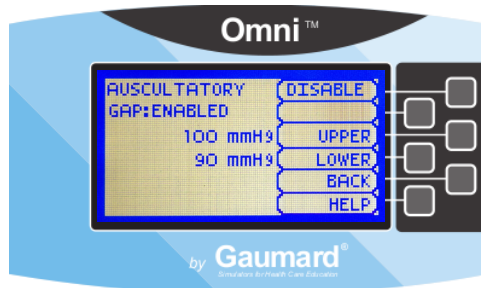 Omni™
AUSCULTATORY DISABLE
GAP:ENABLED
100 mmHg UPPER
90 mmHg LOWER
BACK
HELP
by Gaumard®
Simulators for Health Care Education